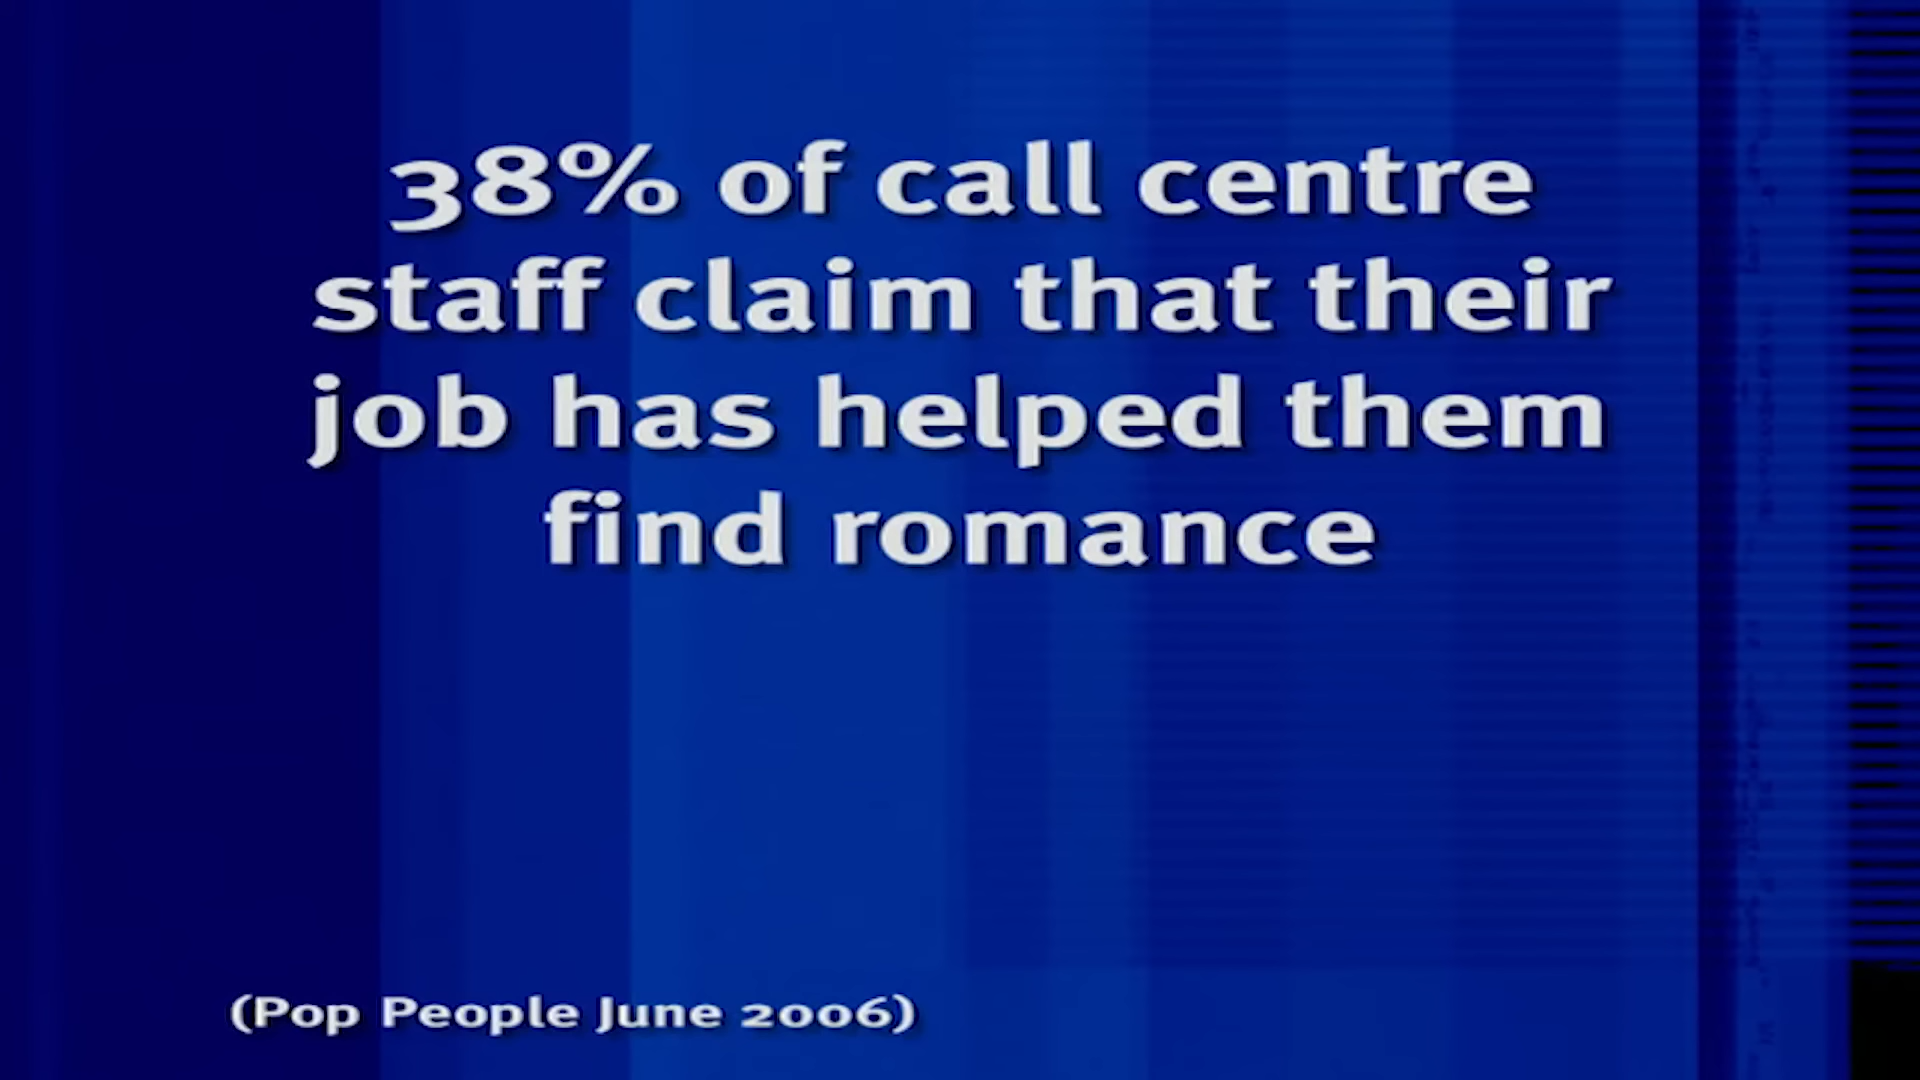 38% of call centre
staff claim that their
job has helped them
find romance
(Pop People June 2006)